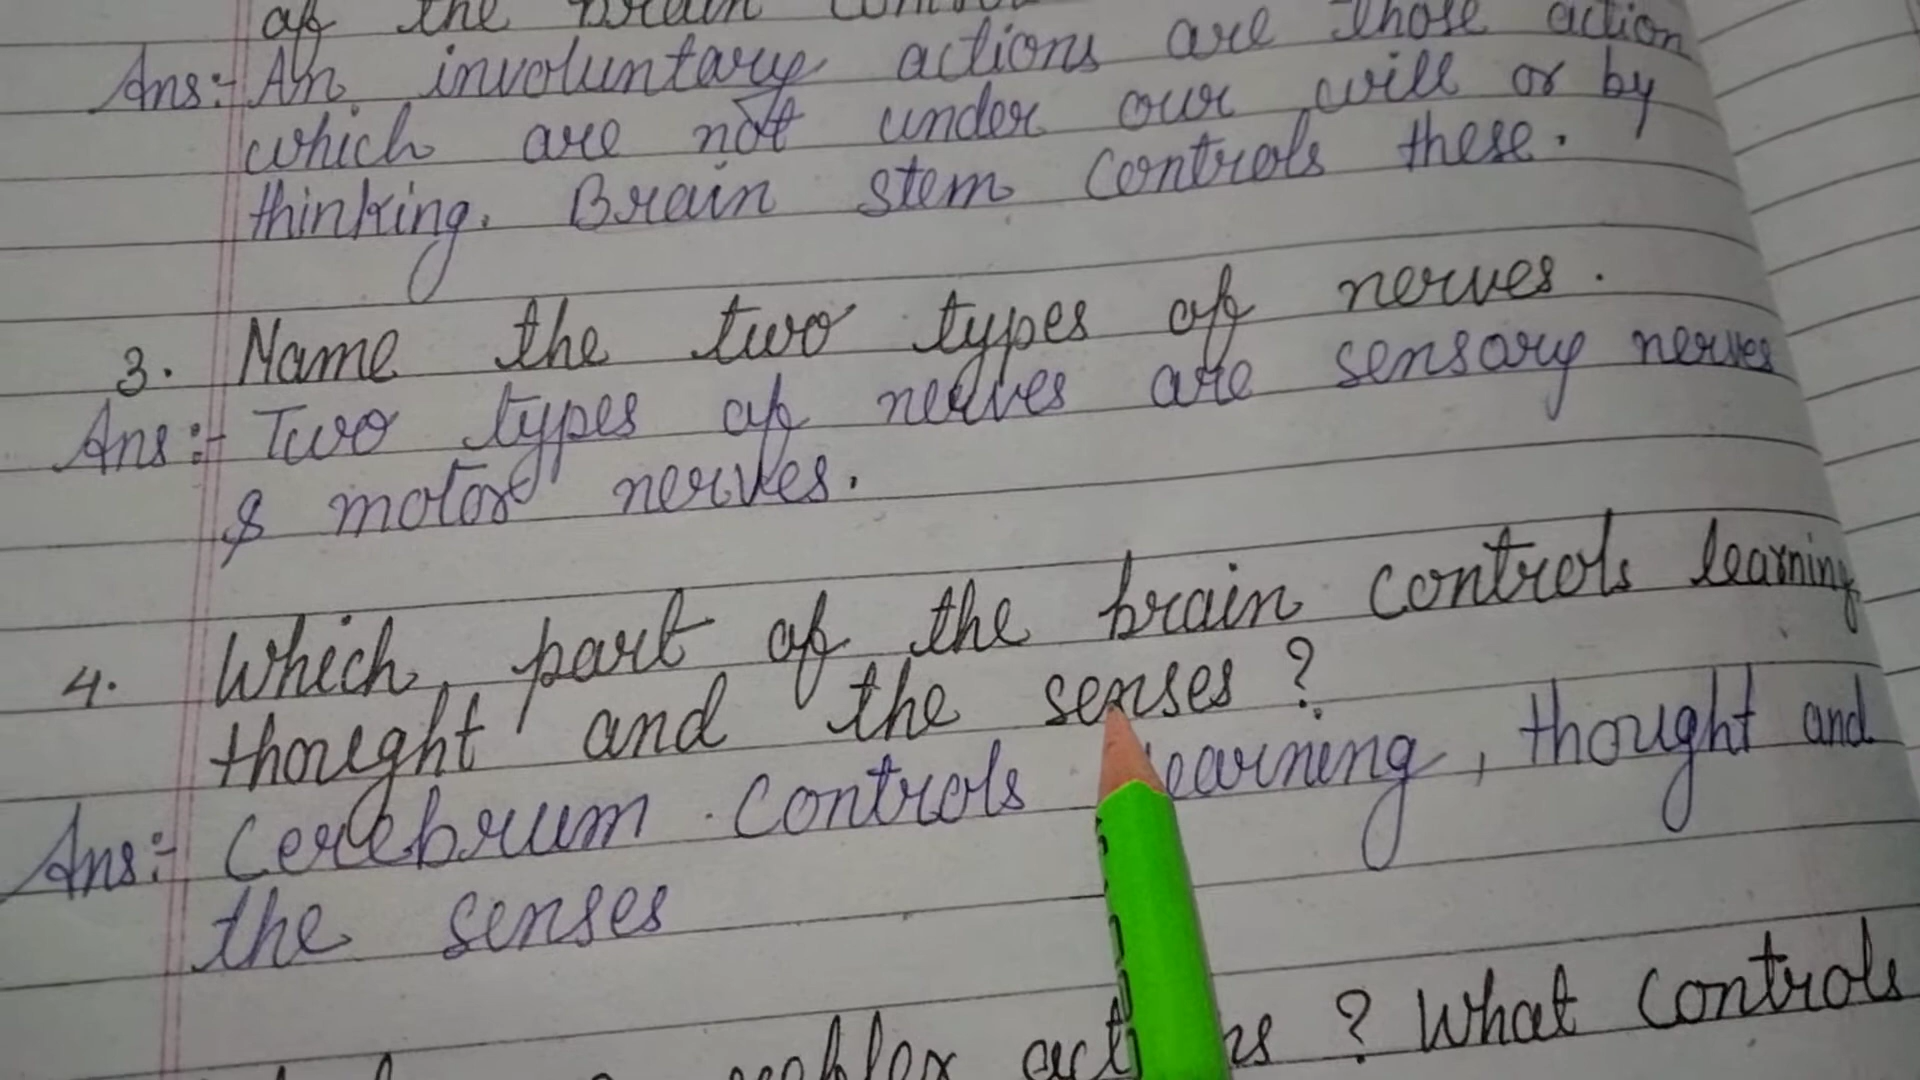 of the brain
Ans:- An involuntary actions are those action
which are not under our will or by
thinking. Brain stem controls these.
3. Name the two types of nerves.
Ans:- Two types of nerves are sensory nerves
& motor nerves.
4. Which part of the brain controls learning
thought and the senses?
Ans:- Cerebrum controls learning, thought and
the senses
? What controls